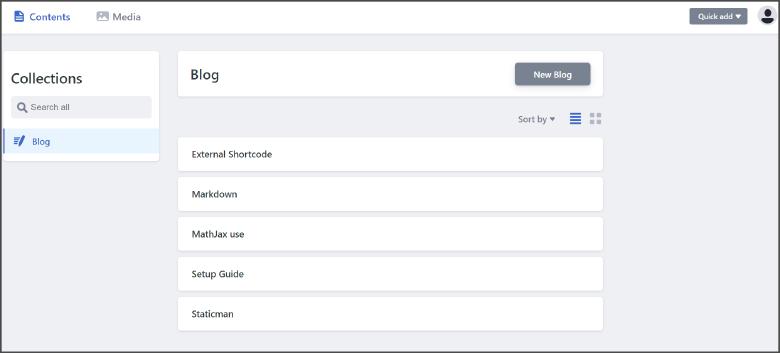 Contents
Media
Quick add
Collections
Search all
Blog
Blog
New Blog
Sort by
External Shortcode
Markdown
MathJax use
Setup Guide
Staticman